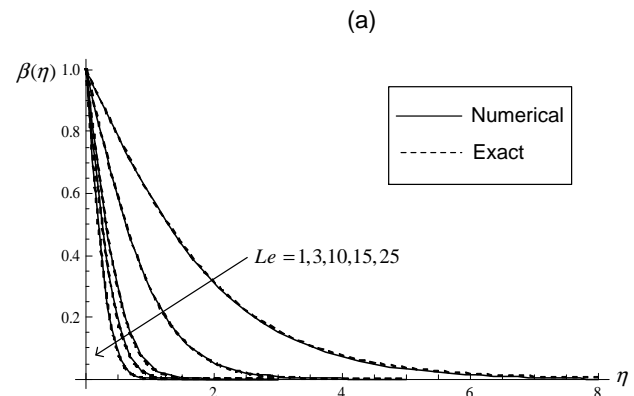 (a)
β(η)
1.0
0.8
0.6
0.4
0.2
Numerical
Exact
Le = 1,3,10,15,25
2
4
6
8
η